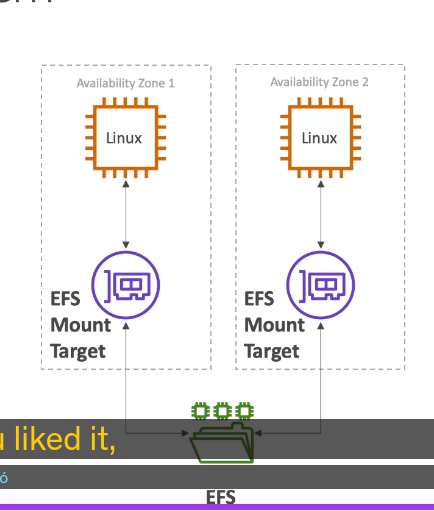 Availability Zone 1
Availability Zone 2
Linux
Linux
EFS
Mount
Target
EFS
Mount
Target
liked it,
EFS